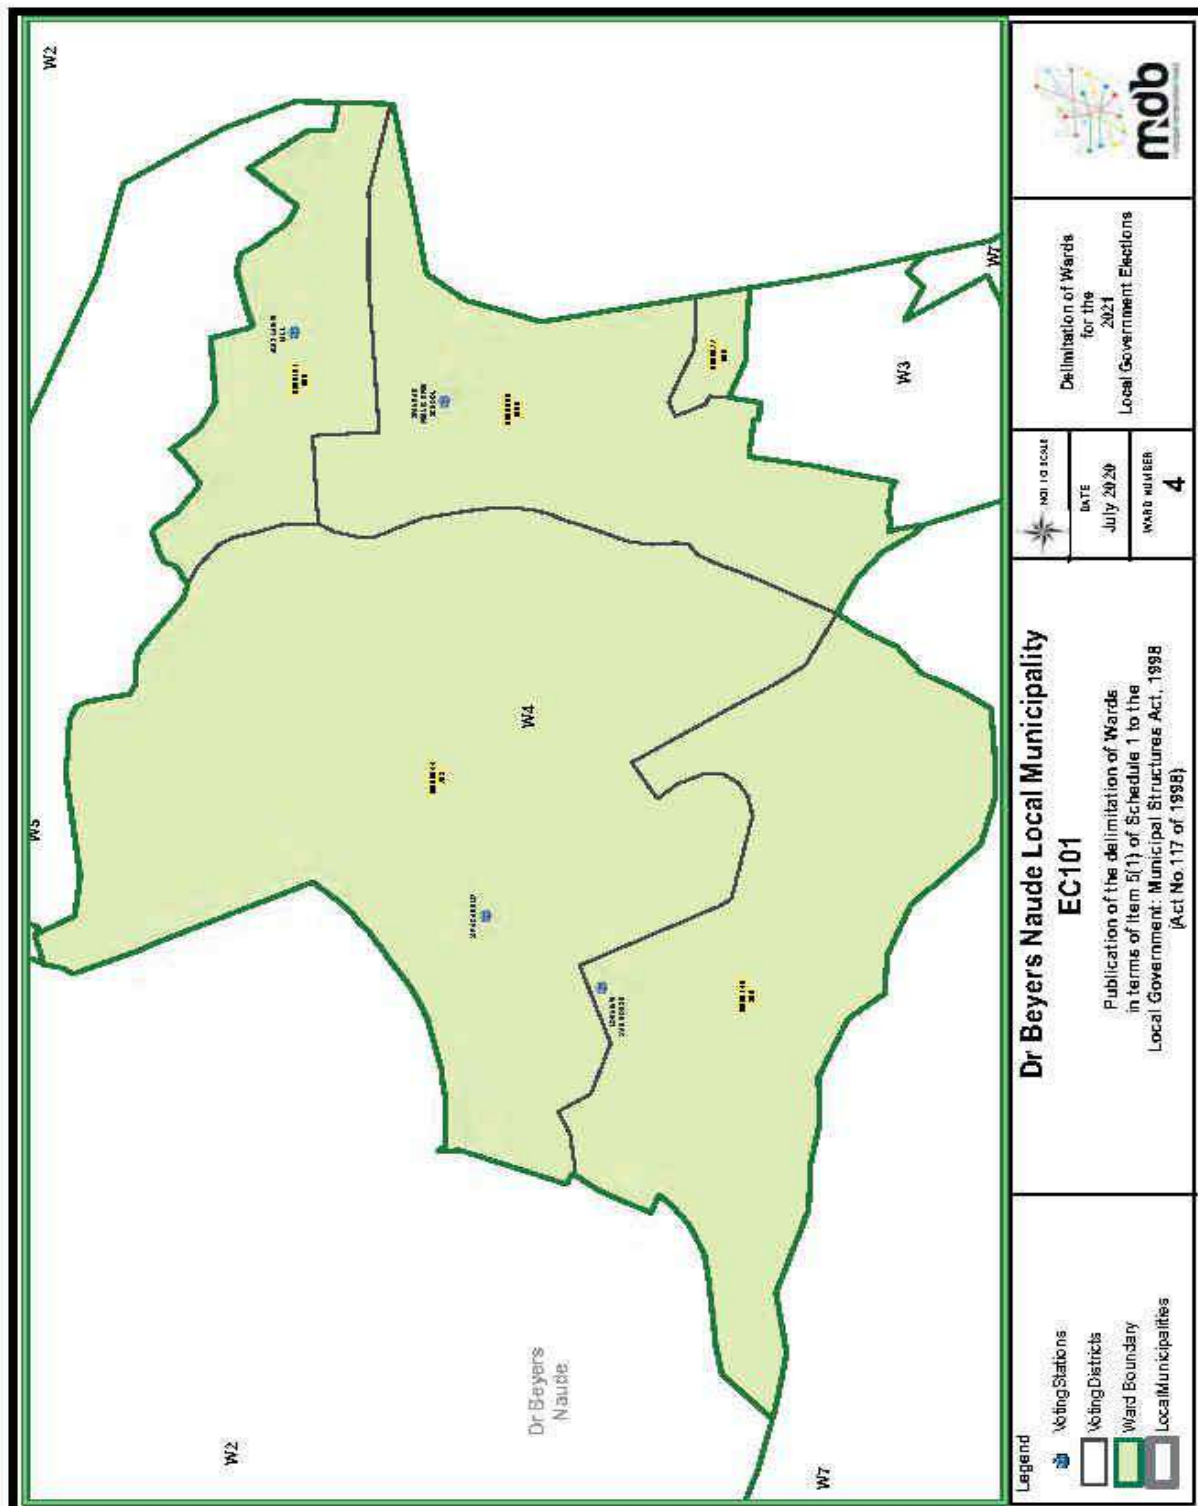 W2
W5
W4
W3
W7
Dr Beyers
Naude
W2
W7
Legend
VotingStations
VotingDistricts
Ward Boundary
LocalMunicipalities
Dr Beyers Naude Local Municipality
EC101
Publication of the delimitation of Wards
in terms of Item 5(1) of Schedule 1 to the
Local Government: Municipal Structures Act, 1998
(Act No.117 of 1998)
NOT TO SCALE
DATE
July 2020
WARD NUMBER
4
Delimitation of Wards
for the
2021
Local Government Elections
mdb